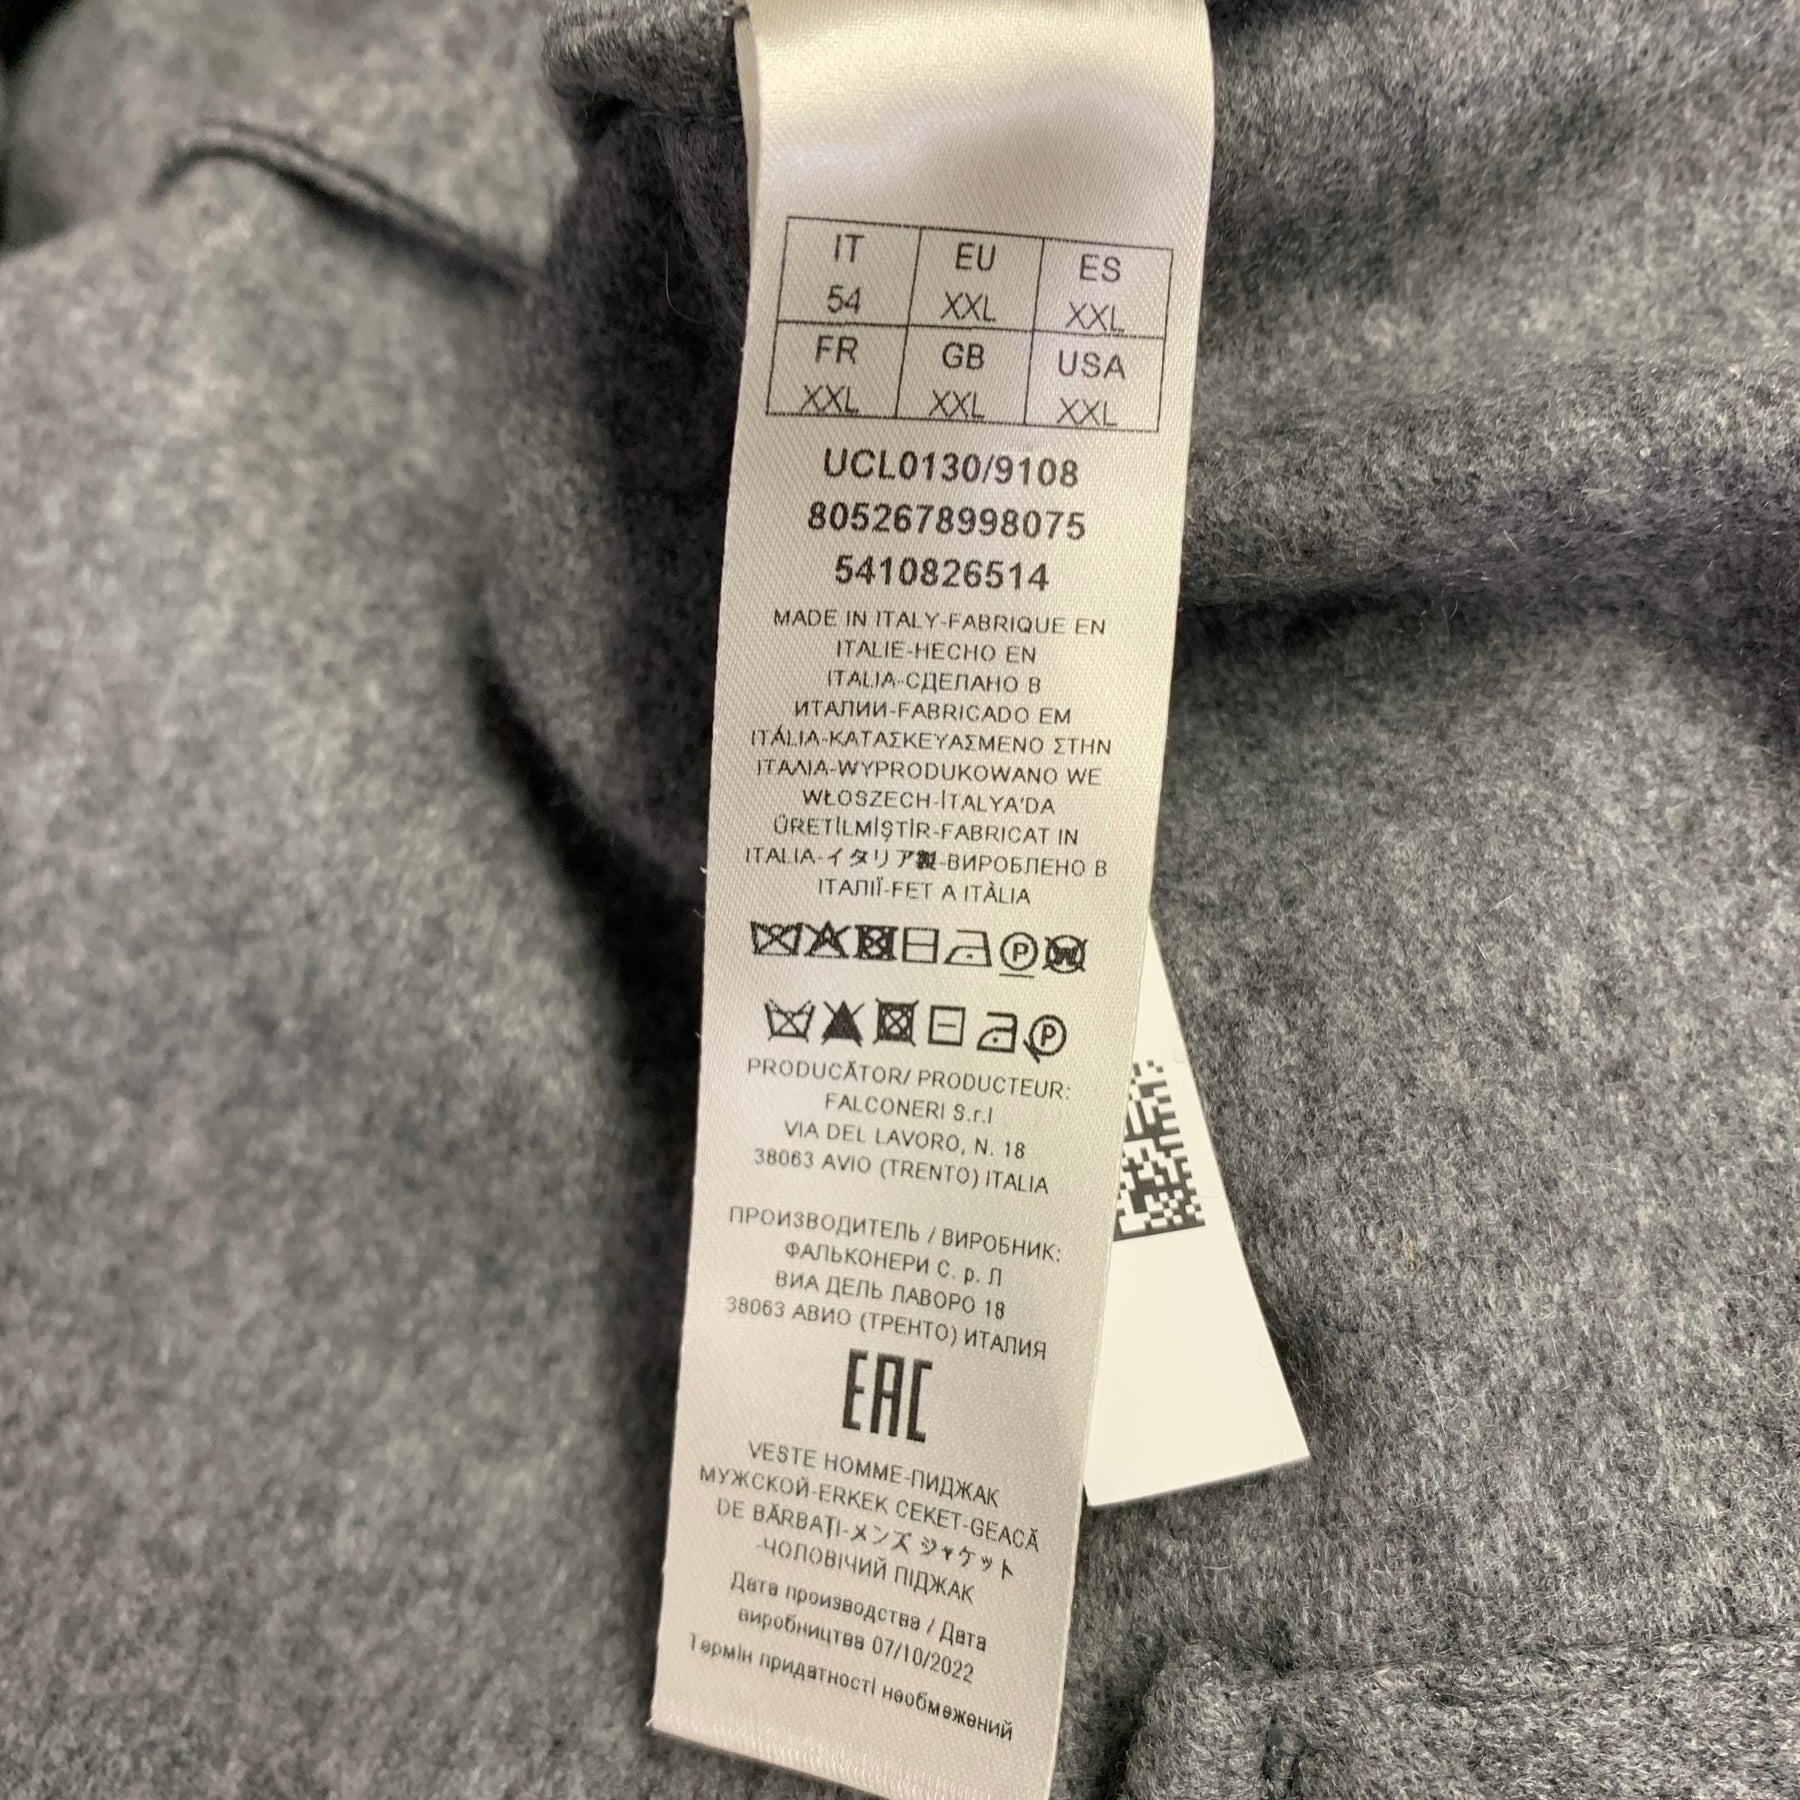 IT EU ES
54 XXL XXL
FR GB USA
XXL XXL XXL
UCL0130/9108
8052678998075
5410826514
MADE IN ITALY-FABRIQUE EN
ITALIE-HECHO EN
ITALIA-СДЕЛАНО В
ИТАЛИИ-FABRICADO EM
ITÁLIA-ΚΑΤΑΣΚΕΥΑΣΜΕΝΟ ΣΤΗΝ
ΙΤΑΛΙΑ-WYPRODUKOWANO WE
WŁOSZECH-İTALYA'DA
ÜRETİLMİŞTİR-FABRICAT IN
ITALIA-イタリア製-ВИРОБЛЕНО В
ІТАЛІЇ-FET A ITÀLIA
P W
P
PRODUCĂTOR/ PRODUCTEUR:
FALCONERI S.r.l
VIA DEL LAVORO, N. 18
38063 AVIO (TRENTO) ITALIA
ПРОИЗВОДИТЕЛЬ / ВИРОБНИК:
ФАЛЬКОНЕРИ С. р. Л
ВИА ДЕЛЬ ЛАВОРО 18
38063 АВИО (ТРЕНТО) ИТАЛИЯ
EAC
VESTE HOMME-ПИДЖАК
МУЖСКОЙ-ERKEK CEKET-GEACĂ
DE BĂRBAȚI-メンズ ジャケット
-ЧОЛОВІЧИЙ ПІДЖАК
Дата производства / Дата
виробництва 07/10/2022
Термін придатності необмежений